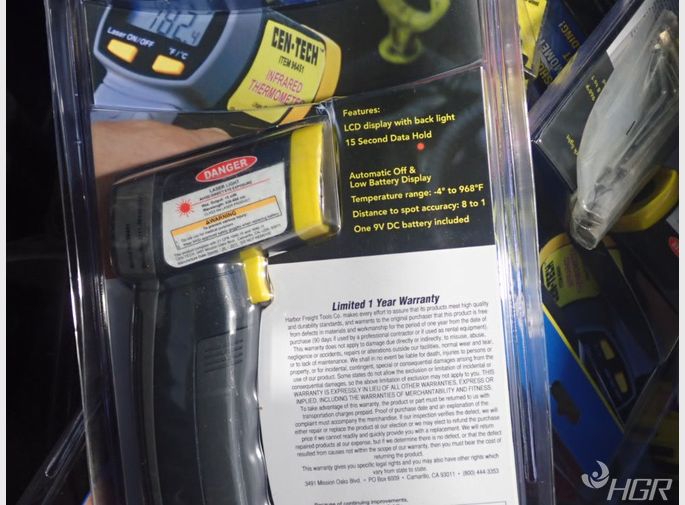 182.4
Laser ON/OFF
°F/°C
CEN-TECH
ITEM 96451
INFRARED
THERMOMETER
Features:
LCD display with back light
15 Second Data Hold
Automatic Off &
Low Battery Display
Temperature range: -4° to 968°F
Distance to spot accuracy: 8 to 1
One 9V DC battery included
DANGER
LASER LIGHT
AVOID DIRECT EYE EXPOSURE
WARNING
Limited 1 Year Warranty
Harbor Freight Tools Co. makes every effort to assure that its products meet high quality
and durability standards, and warrants to the original purchaser that this product is free
from defects in materials and workmanship for the period of one year from the date of
purchase (90 days if used by a professional contractor or if used as rental equipment).
This warranty does not apply to damage due directly or indirectly, to misuse, abuse,
negligence or accidents, repairs or alterations outside our facilities, normal wear and tear,
or to lack of maintenance. We shall in no event be liable for death, injuries to persons or
property, or for incidental, contingent, special or consequential damages arising from the
use of our product. Some states do not allow the exclusion or limitation of incidental or
consequential damages, so the above limitation of exclusion may not apply to you. THIS
WARRANTY IS EXPRESSLY IN LIEU OF ALL OTHER WARRANTIES, EXPRESS OR
IMPLIED, INCLUDING THE WARRANTIES OF MERCHANTABILITY AND FITNESS.
To take advantage of this warranty, the product or part must be returned to us with
transportation charges prepaid. Proof of purchase date and an explanation of the
complaint must accompany the merchandise. If our inspection verifies the defect, we will
either repair or replace the product at our election or we may elect to refund the purchase
price if we cannot readily and quickly provide you with a replacement. We will return
repaired products at our expense, but if we determine there is no defect, or that the defect
resulted from causes not within the scope of our warranty, then you must bear the cost of
returning the product.
This warranty gives you specific legal rights and you may also have other rights which
vary from state to state.
3491 Mission Oaks Blvd. • PO Box 6009 • Camarillo, CA 93011 • (800) 444-3353
Because of continuing improvements,
CEN-TECH
HGR